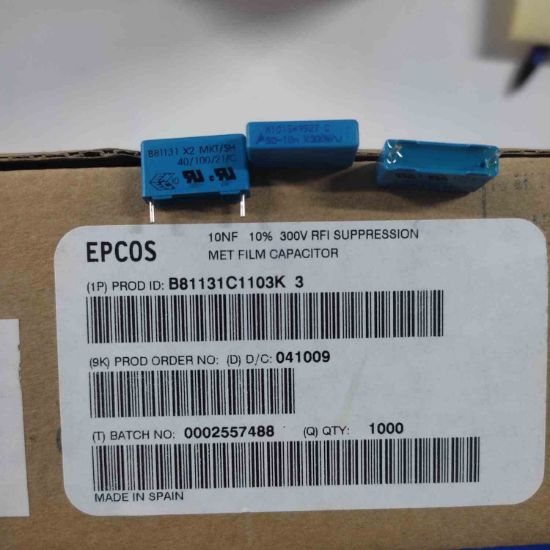 B81131 X2 MKT/SH
40/100/21/C
EPCOS
10NF 10% 300V RFI SUPPRESSION
MET FILM CAPACITOR
(1P) PROD ID: B81131C1103K 3
(9K) PROD ORDER NO: (D) D/C: 041009
(T) BATCH NO. 0002557488 (Q) QTY: 1000
MADE IN SPAIN